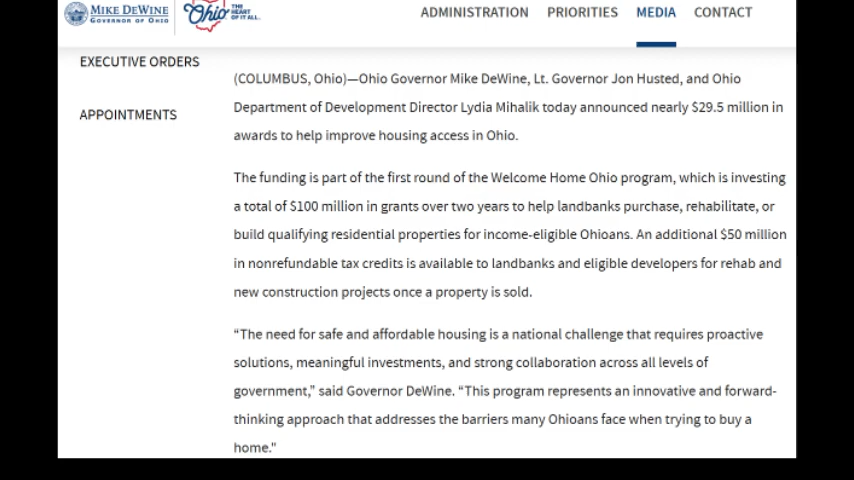 MIKE DEWINE
GOVERNOR OF OHIO
Ohio THE HEART OF IT ALL.
ADMINISTRATION PRIORITIES MEDIA CONTACT
EXECUTIVE ORDERS
APPOINTMENTS
(COLUMBUS, Ohio)—Ohio Governor Mike DeWine, Lt. Governor Jon Husted, and Ohio
Department of Development Director Lydia Mihalik today announced nearly $29.5 million in
awards to help improve housing access in Ohio.
The funding is part of the first round of the Welcome Home Ohio program, which is investing
a total of $100 million in grants over two years to help landbanks purchase, rehabilitate, or
build qualifying residential properties for income-eligible Ohioans. An additional $50 million
in nonrefundable tax credits is available to landbanks and eligible developers for rehab and
new construction projects once a property is sold.
“The need for safe and affordable housing is a national challenge that requires proactive
solutions, meaningful investments, and strong collaboration across all levels of
government,” said Governor DeWine. “This program represents an innovative and forward-
thinking approach that addresses the barriers many Ohioans face when trying to buy a
home."